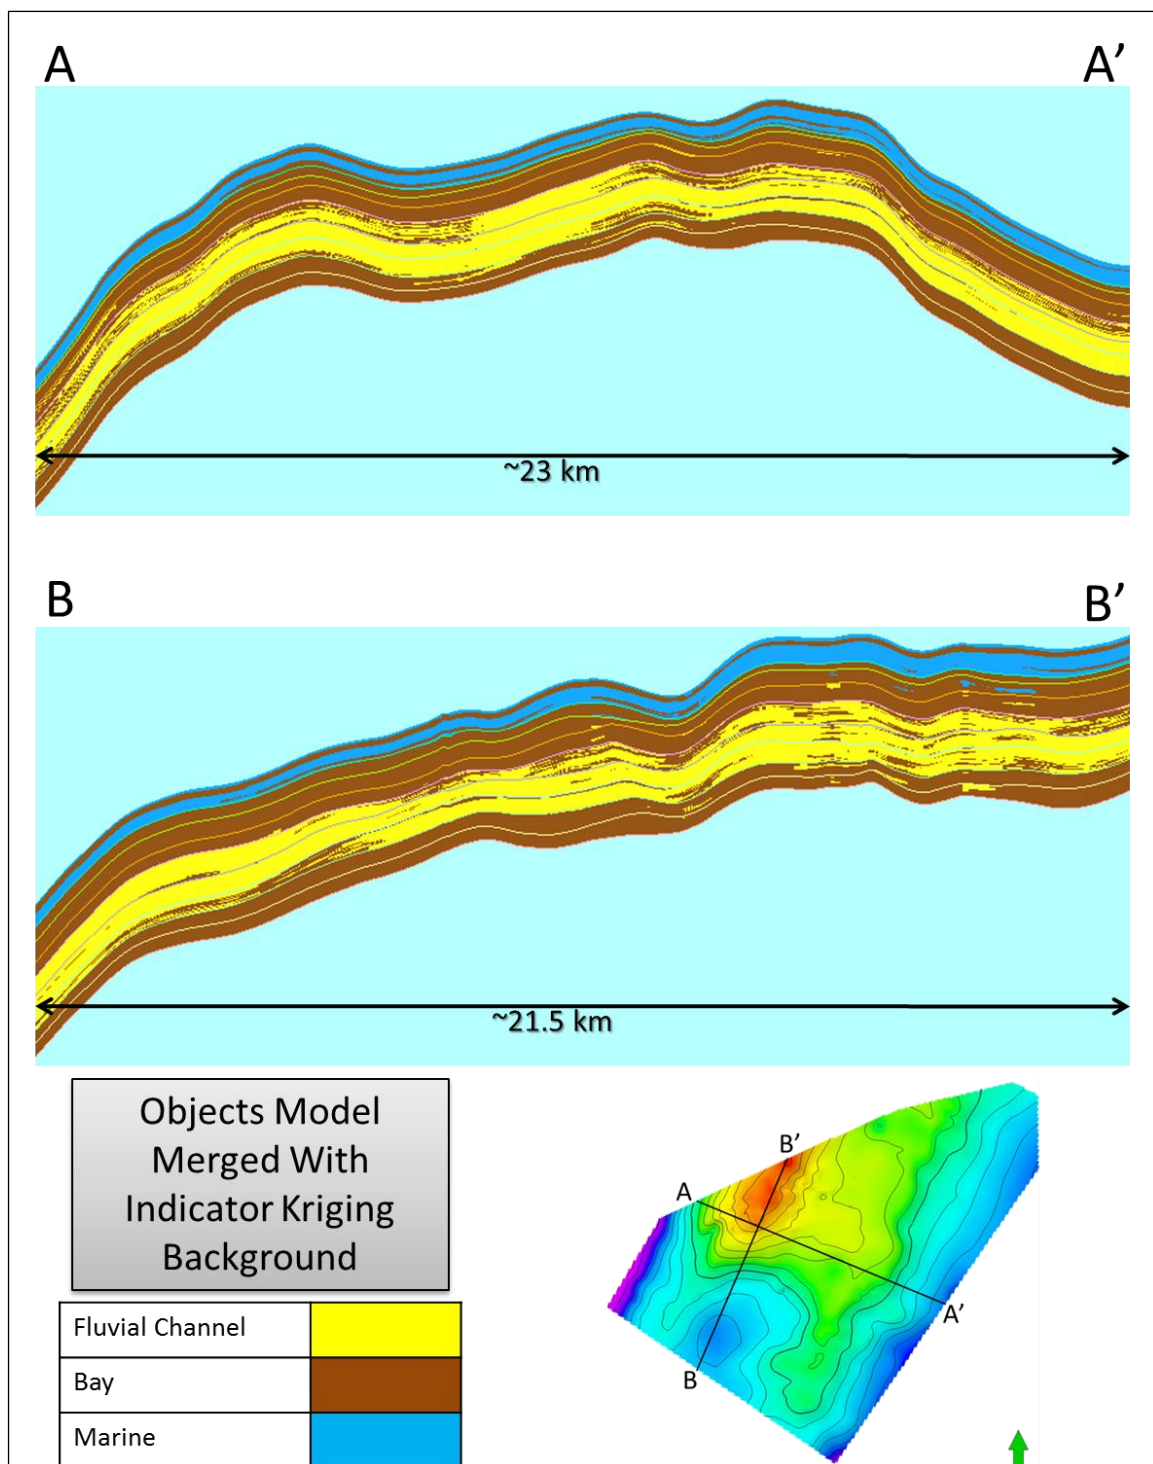 A A’
~23 km
B B’
~21.5 km
Objects Model
Merged With
Indicator Kriging
Background
Fluvial Channel
Bay
Marine
B’
A
A’
B